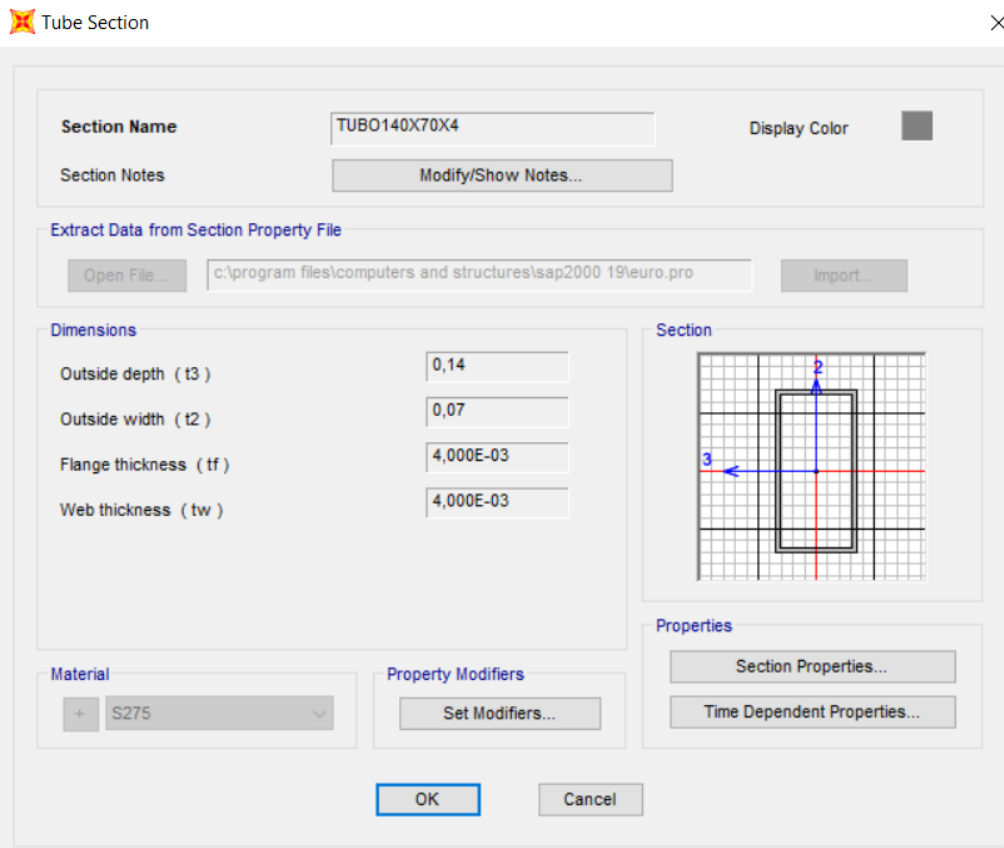 Tube Section
Section Name
TUBO140X70X4
Display Color
Section Notes
Modify/Show Notes...
Extract Data from Section Property File
Open File...
c:\program files\computers and structures\sap2000 19\euro.pro
Import...
Dimensions
Outside depth ( t3 )
0,14
Outside width ( t2 )
0,07
Flange thickness ( tf )
4,000E-03
Web thickness ( tw )
4,000E-03
Section
2
3
Material
+
S275
Property Modifiers
Set Modifiers...
Properties
Section Properties...
Time Dependent Properties...
OK
Cancel